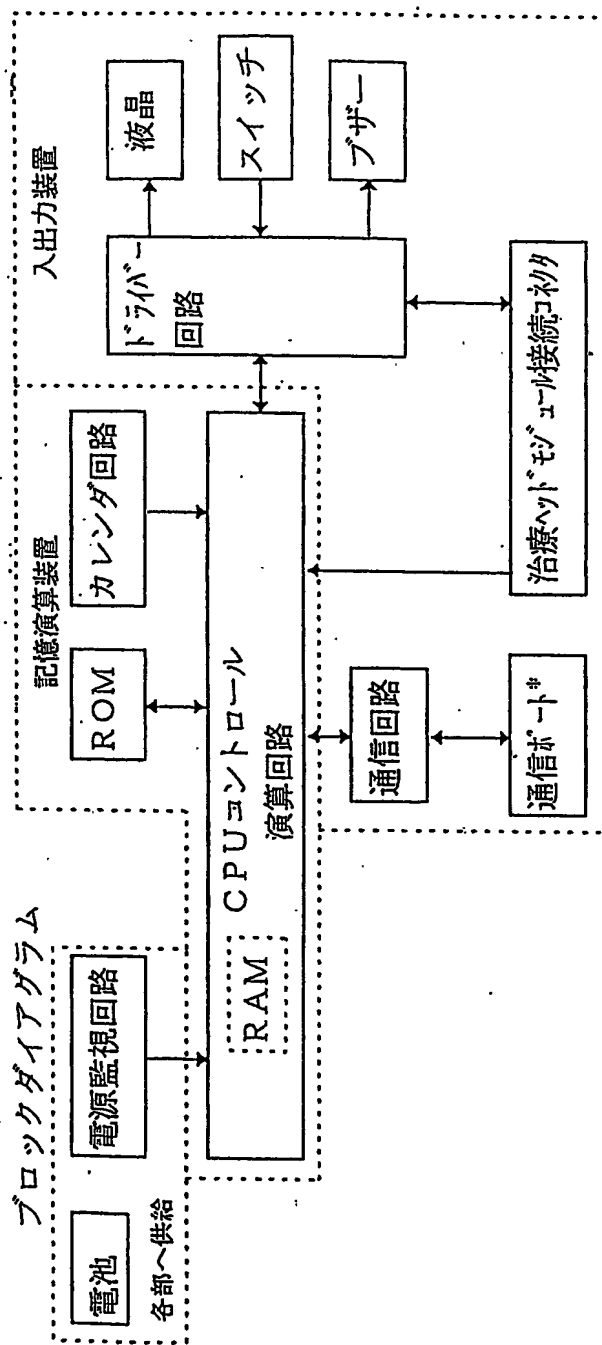 ブロックダイアグラム
電池
各部へ供給
電源監視回路
記憶演算装置
ROM
カレンダ回路
RAM
CPUコントロール
演算回路
入出力装置
ドライバー
回路
液晶
スイッチ
ブザー
通信回路
通信ポート*
治療ヘッドモジュール接続コネクタ